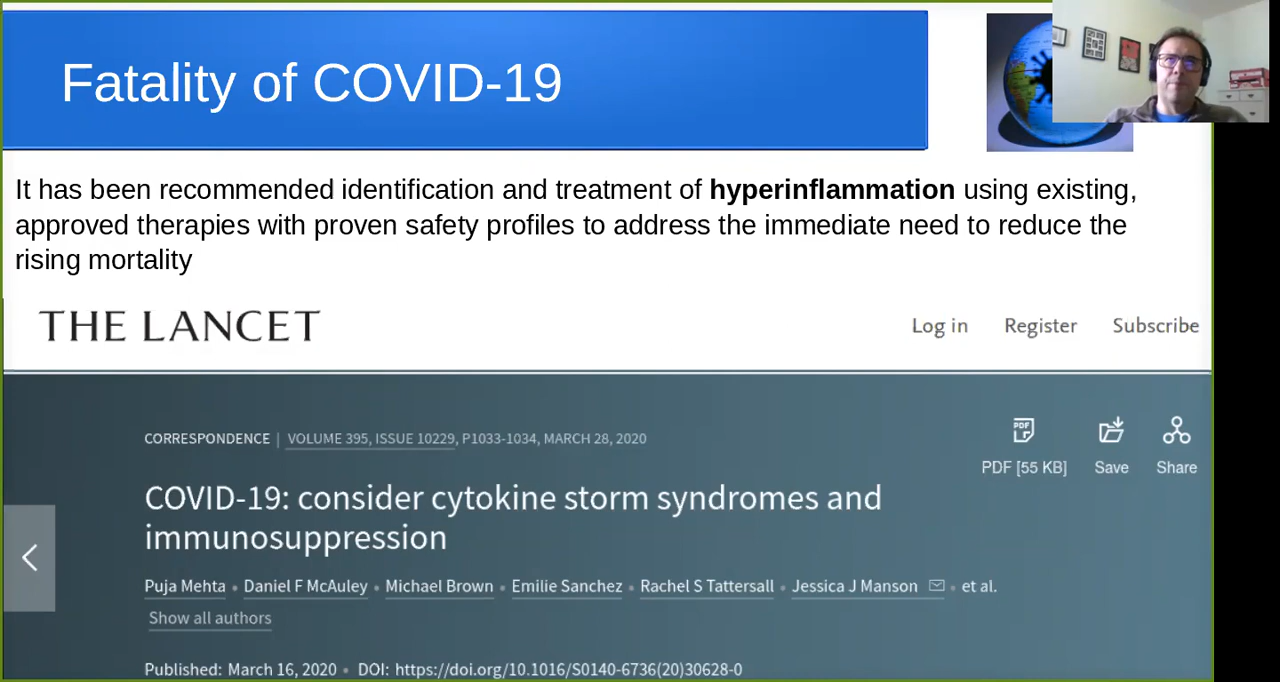 Fatality of COVID-19
It has been recommended identification and treatment of hyperinflammation using existing,
approved therapies with proven safety profiles to address the immediate need to reduce the
rising mortality
THE LANCET
Log in Register Subscribe
CORRESPONDENCE | VOLUME 395, ISSUE 10229, P1033-1034, MARCH 28, 2020
PDF [55 KB] Save Share
COVID-19: consider cytokine storm syndromes and
immunosuppression
Puja Mehta • Daniel F McAuley • Michael Brown • Emilie Sanchez • Rachel S Tattersall • Jessica J Manson • et al.
Show all authors
Published: March 16, 2020 • DOI: https://doi.org/10.1016/S0140-6736(20)30628-0